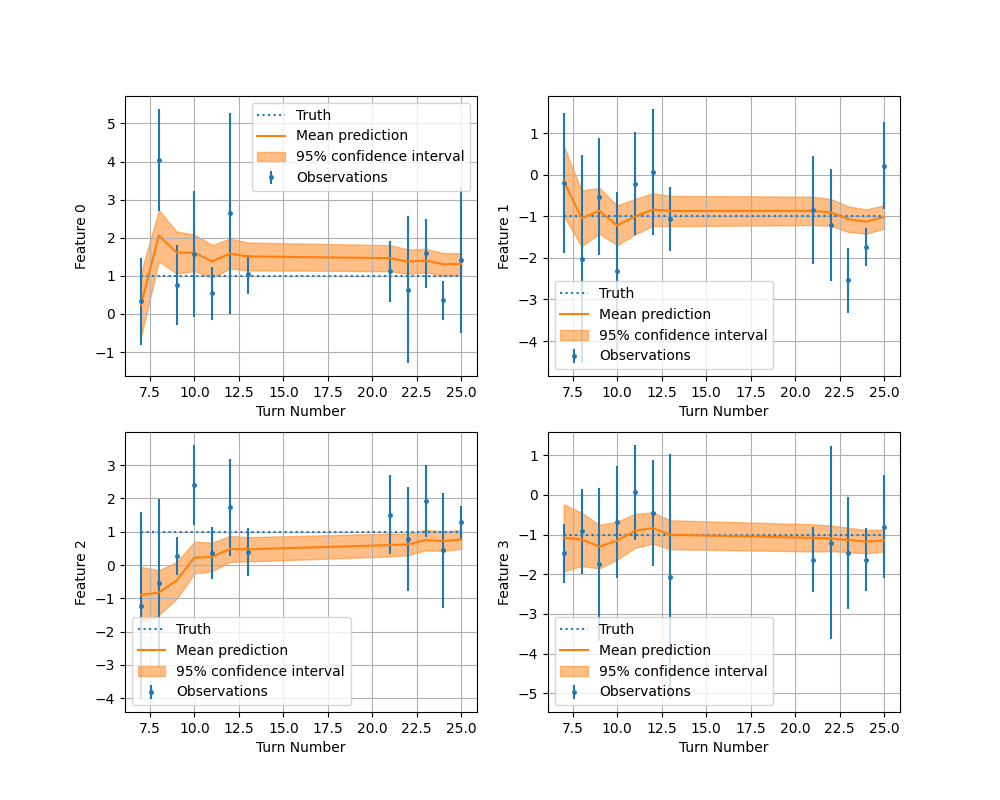 5
4
3
2
1
0
−1
Feature 0
Truth
Mean prediction
95% confidence interval
Observations
7.5 10.0 12.5 15.0 17.5 20.0 22.5 25.0
Turn Number
1
0
−1
−2
−3
−4
Feature 1
Truth
Mean prediction
95% confidence interval
Observations
7.5 10.0 12.5 15.0 17.5 20.0 22.5 25.0
Turn Number
3
2
1
0
−1
−2
−3
−4
Feature 2
Truth
Mean prediction
95% confidence interval
Observations
7.5 10.0 12.5 15.0 17.5 20.0 22.5 25.0
Turn Number
1
0
−1
−2
−3
−4
−5
Feature 3
Truth
Mean prediction
95% confidence interval
Observations
7.5 10.0 12.5 15.0 17.5 20.0 22.5 25.0
Turn Number